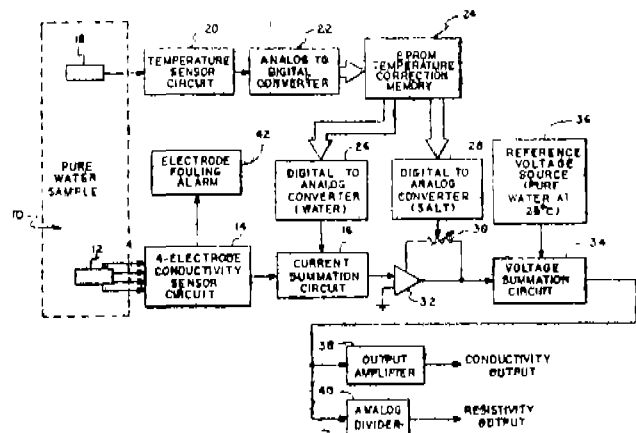 18
20
TEMPERATURE
SENSOR
CIRCUIT
22
ANALOG TO
DIGITAL
CONVERTER
24
EPROM
TEMPERATURE
CORRECTION
MEMORY
PURE
WATER
SAMPLE
10
42
ELECTRODE
FOULING
ALARM
26
DIGITAL TO
ANALOG
CONVERTER
(WATER)
28
DIGITAL TO
ANALOG
CONVERTER
(SALT)
36
REFERENCE
VOLTAGE
SOURCE
(PURE
WATER AT
25°C)
12
14
4-ELECTRODE
CONDUCTIVITY
SENSOR
CIRCUIT
16
CURRENT
SUMMATION
CIRCUIT
30
32
34
VOLTAGE
SUMMATION
CIRCUIT
38
OUTPUT
AMPLIFIER
CONDUCTIVITY
OUTPUT
40
ANALOG
DIVIDER
RESISTIVITY
OUTPUT